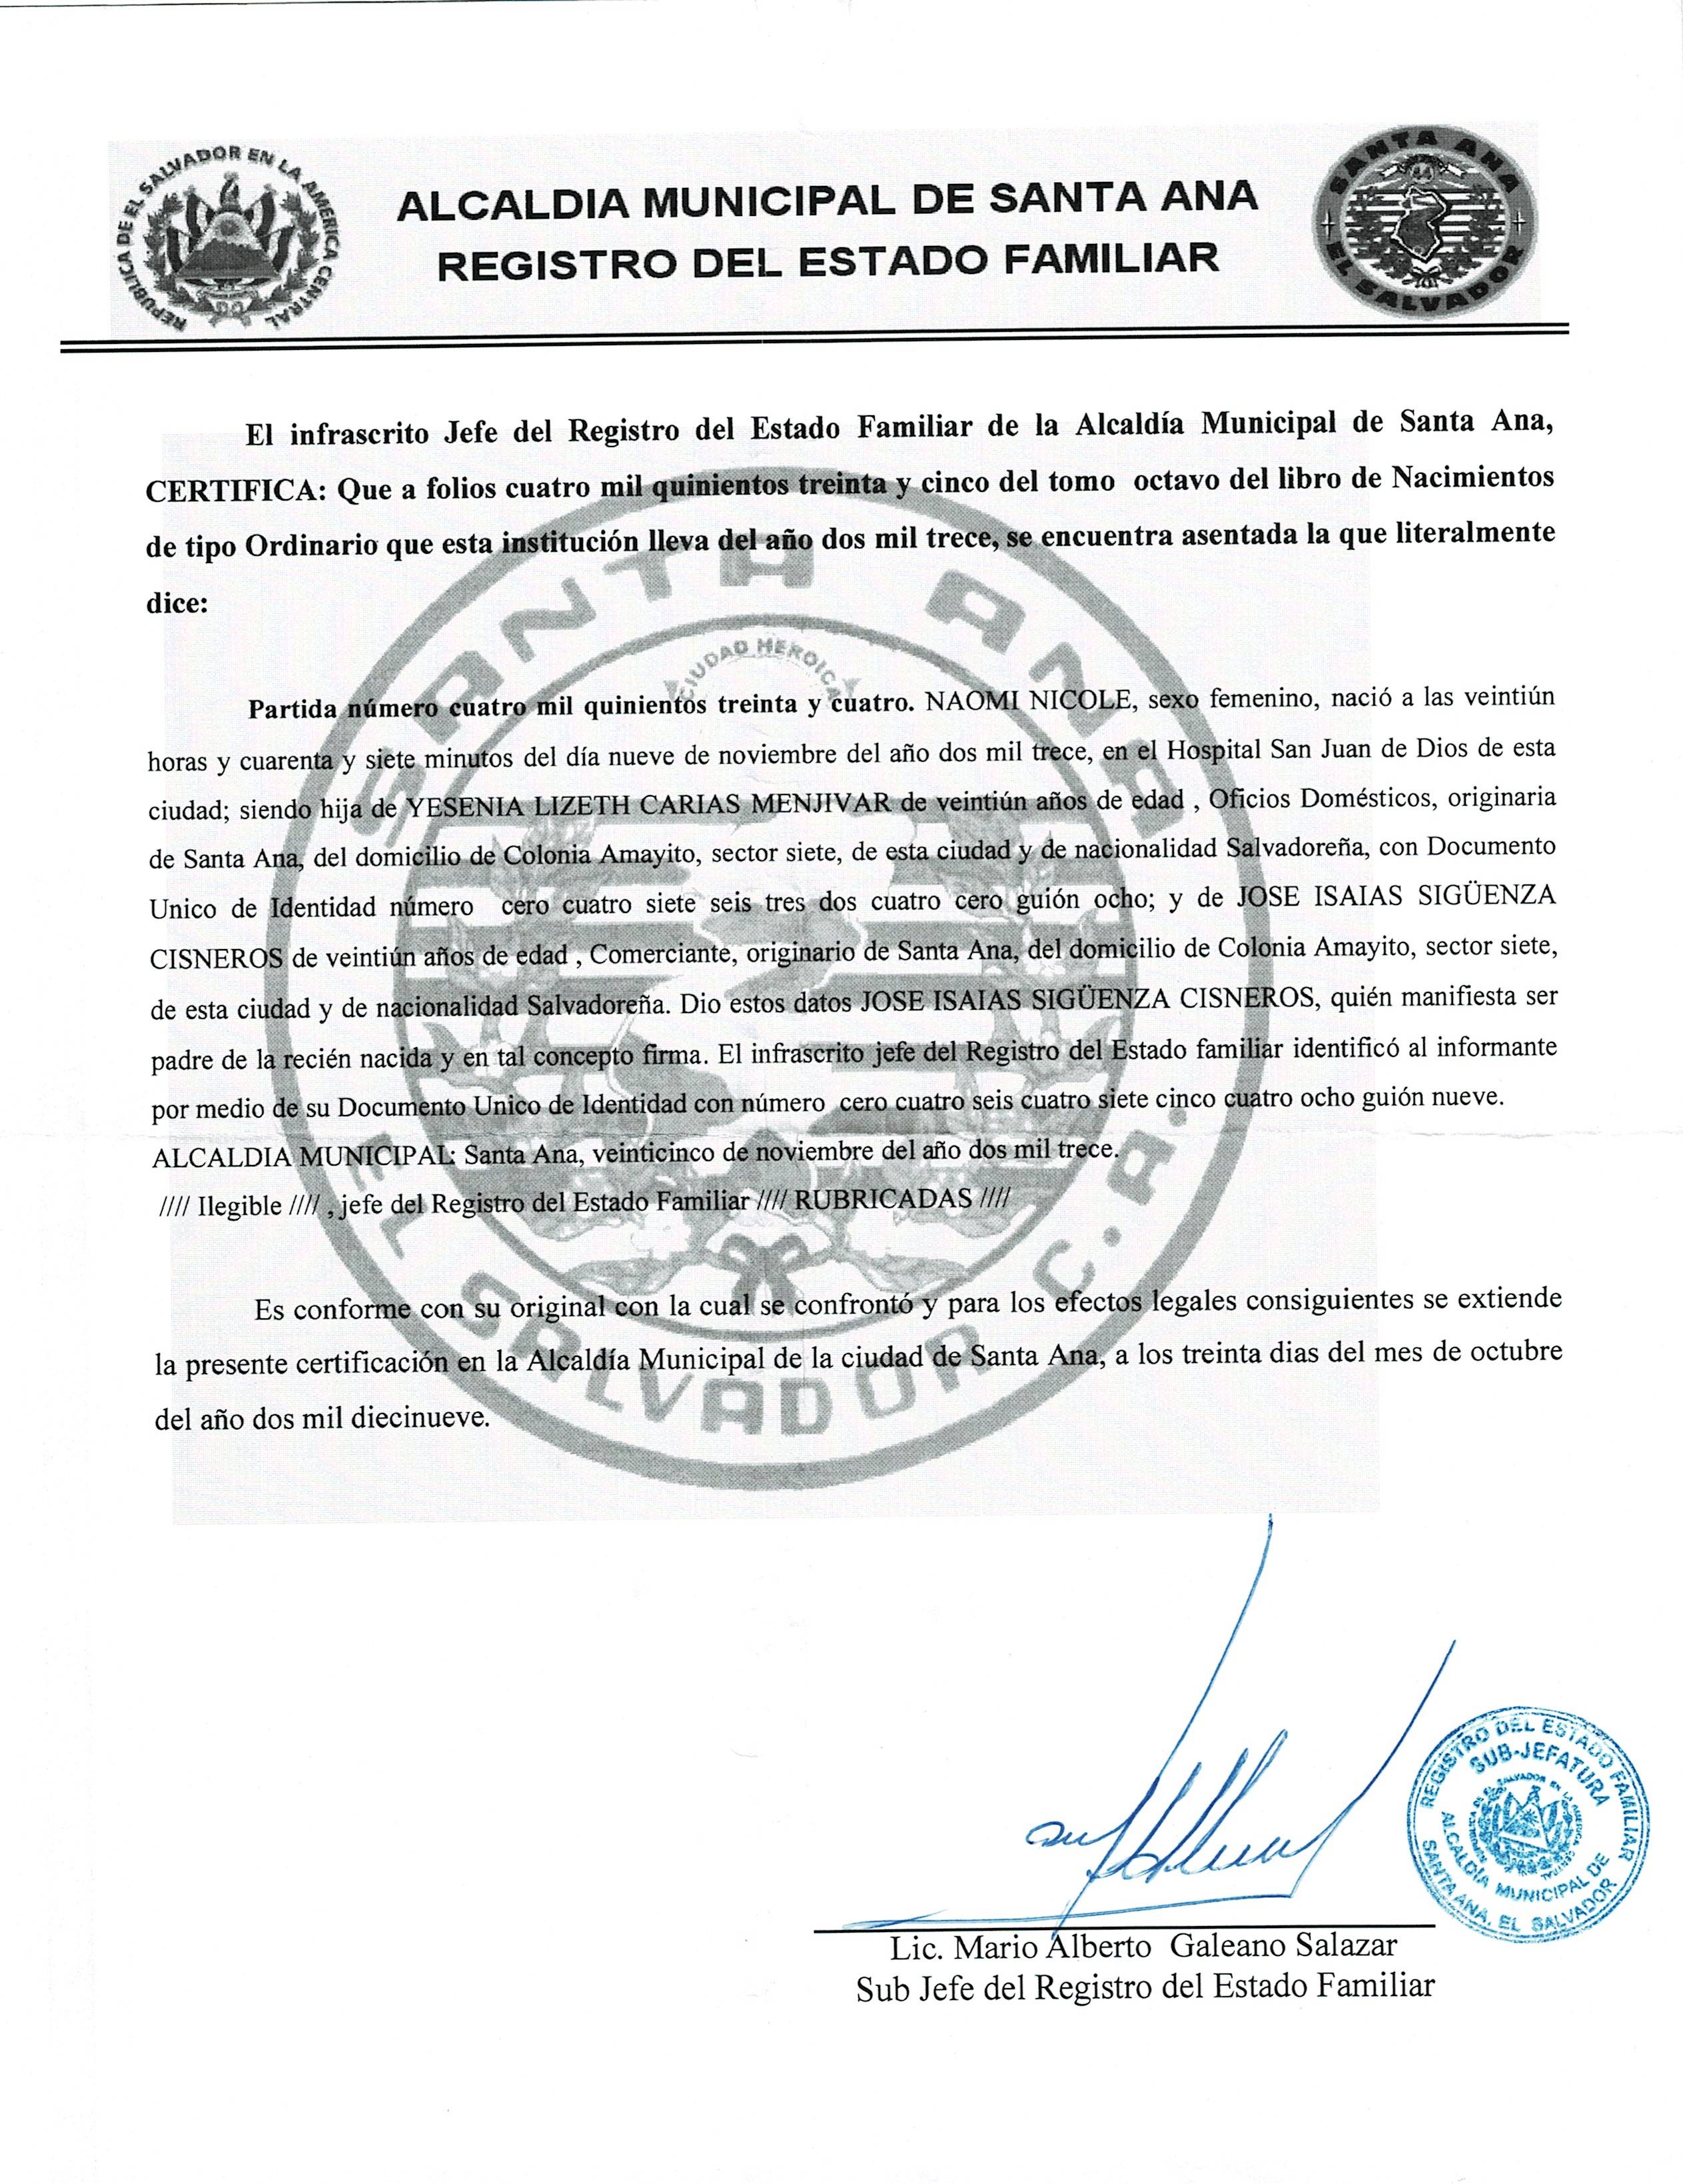 REPUBLICA DE EL SALVADOR EN LA AMERICA CENTRAL
ALCALDIA MUNICIPAL DE SANTA ANA
REGISTRO DEL ESTADO FAMILIAR
SANTA ANA
44
EL SALVADOR
El infrascrito Jefe del Registro del Estado Familiar de la Alcaldía Municipal de Santa Ana,
CERTIFICA: Que a folios cuatro mil quinientos treinta y cinco del tomo octavo del libro de Nacimientos
de tipo Ordinario que esta institución lleva del año dos mil trece, se encuentra asentada la que literalmente
dice:
SANTA ANA
CIUDAD HEROICA
EL SALVADOR C.A.
Partida número cuatro mil quinientos treinta y cuatro. NAOMI NICOLE, sexo femenino, nació a las veintiún
horas y cuarenta y siete minutos del día nueve de noviembre del año dos mil trece, en el Hospital San Juan de Dios de esta
ciudad; siendo hija de YESENIA LIZETH CARIAS MENJIVAR de veintiún años de edad , Oficios Domésticos, originaria
de Santa Ana, del domicilio de Colonia Amayito, sector siete, de esta ciudad y de nacionalidad Salvadoreña, con Documento
Unico de Identidad número cero cuatro siete seis tres dos cuatro cero guión ocho; y de JOSE ISAIAS SIGÜENZA
CISNEROS de veintiún años de edad , Comerciante, originario de Santa Ana, del domicilio de Colonia Amayito, sector siete,
de esta ciudad y de nacionalidad Salvadoreña. Dio estos datos JOSE ISAIAS SIGÜENZA CISNEROS, quién manifiesta ser
padre de la recién nacida y en tal concepto firma. El infrascrito jefe del Registro del Estado familiar identificó al informante
por medio de su Documento Unico de Identidad con número cero cuatro seis cuatro siete cinco cuatro ocho guión nueve.
ALCALDIA MUNICIPAL: Santa Ana, veinticinco de noviembre del año dos mil trece.
//// Ilegible //// , jefe del Registro del Estado Familiar //// RUBRICADAS ////
Es conforme con su original con la cual se confrontó y para los efectos legales consiguientes se extiende
la presente certificación en la Alcaldía Municipal de la ciudad de Santa Ana, a los treinta dias del mes de octubre
del año dos mil diecinueve.
REGISTRO DEL ESTADO FAMILIAR
SUB-JEFATURA
ALCALDÍA MUNICIPAL DE
SANTA ANA, EL SALVADOR
Lic. Mario Alberto Galeano Salazar
Sub Jefe del Registro del Estado Familiar